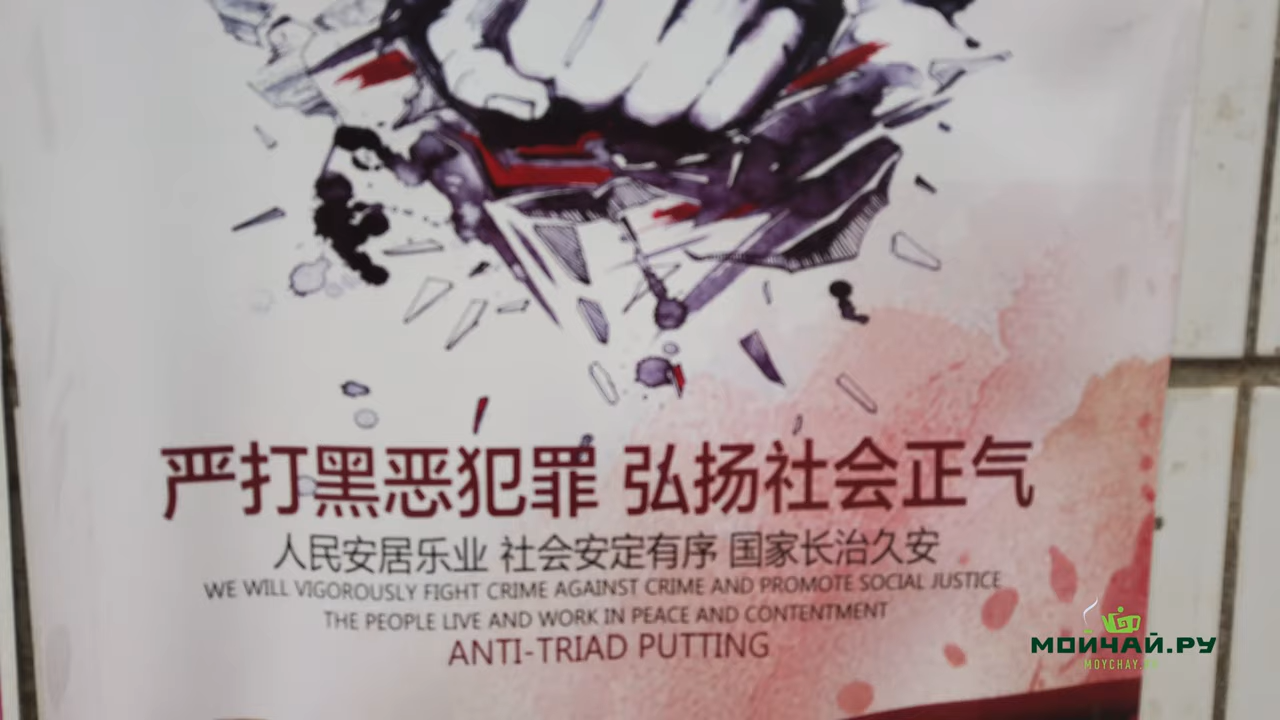 严打黑恶犯罪 弘扬社会正气
人民安居乐业 社会安定有序 国家长治久安
WE WILL VIGOROUSLY FIGHT CRIME AGAINST CRIME AND PROMOTE SOCIAL JUSTICE
THE PEOPLE LIVE AND WORK IN PEACE AND CONTENTMENT
ANTI-TRIAD PUTTING
МОЙЧАЙ.РУ